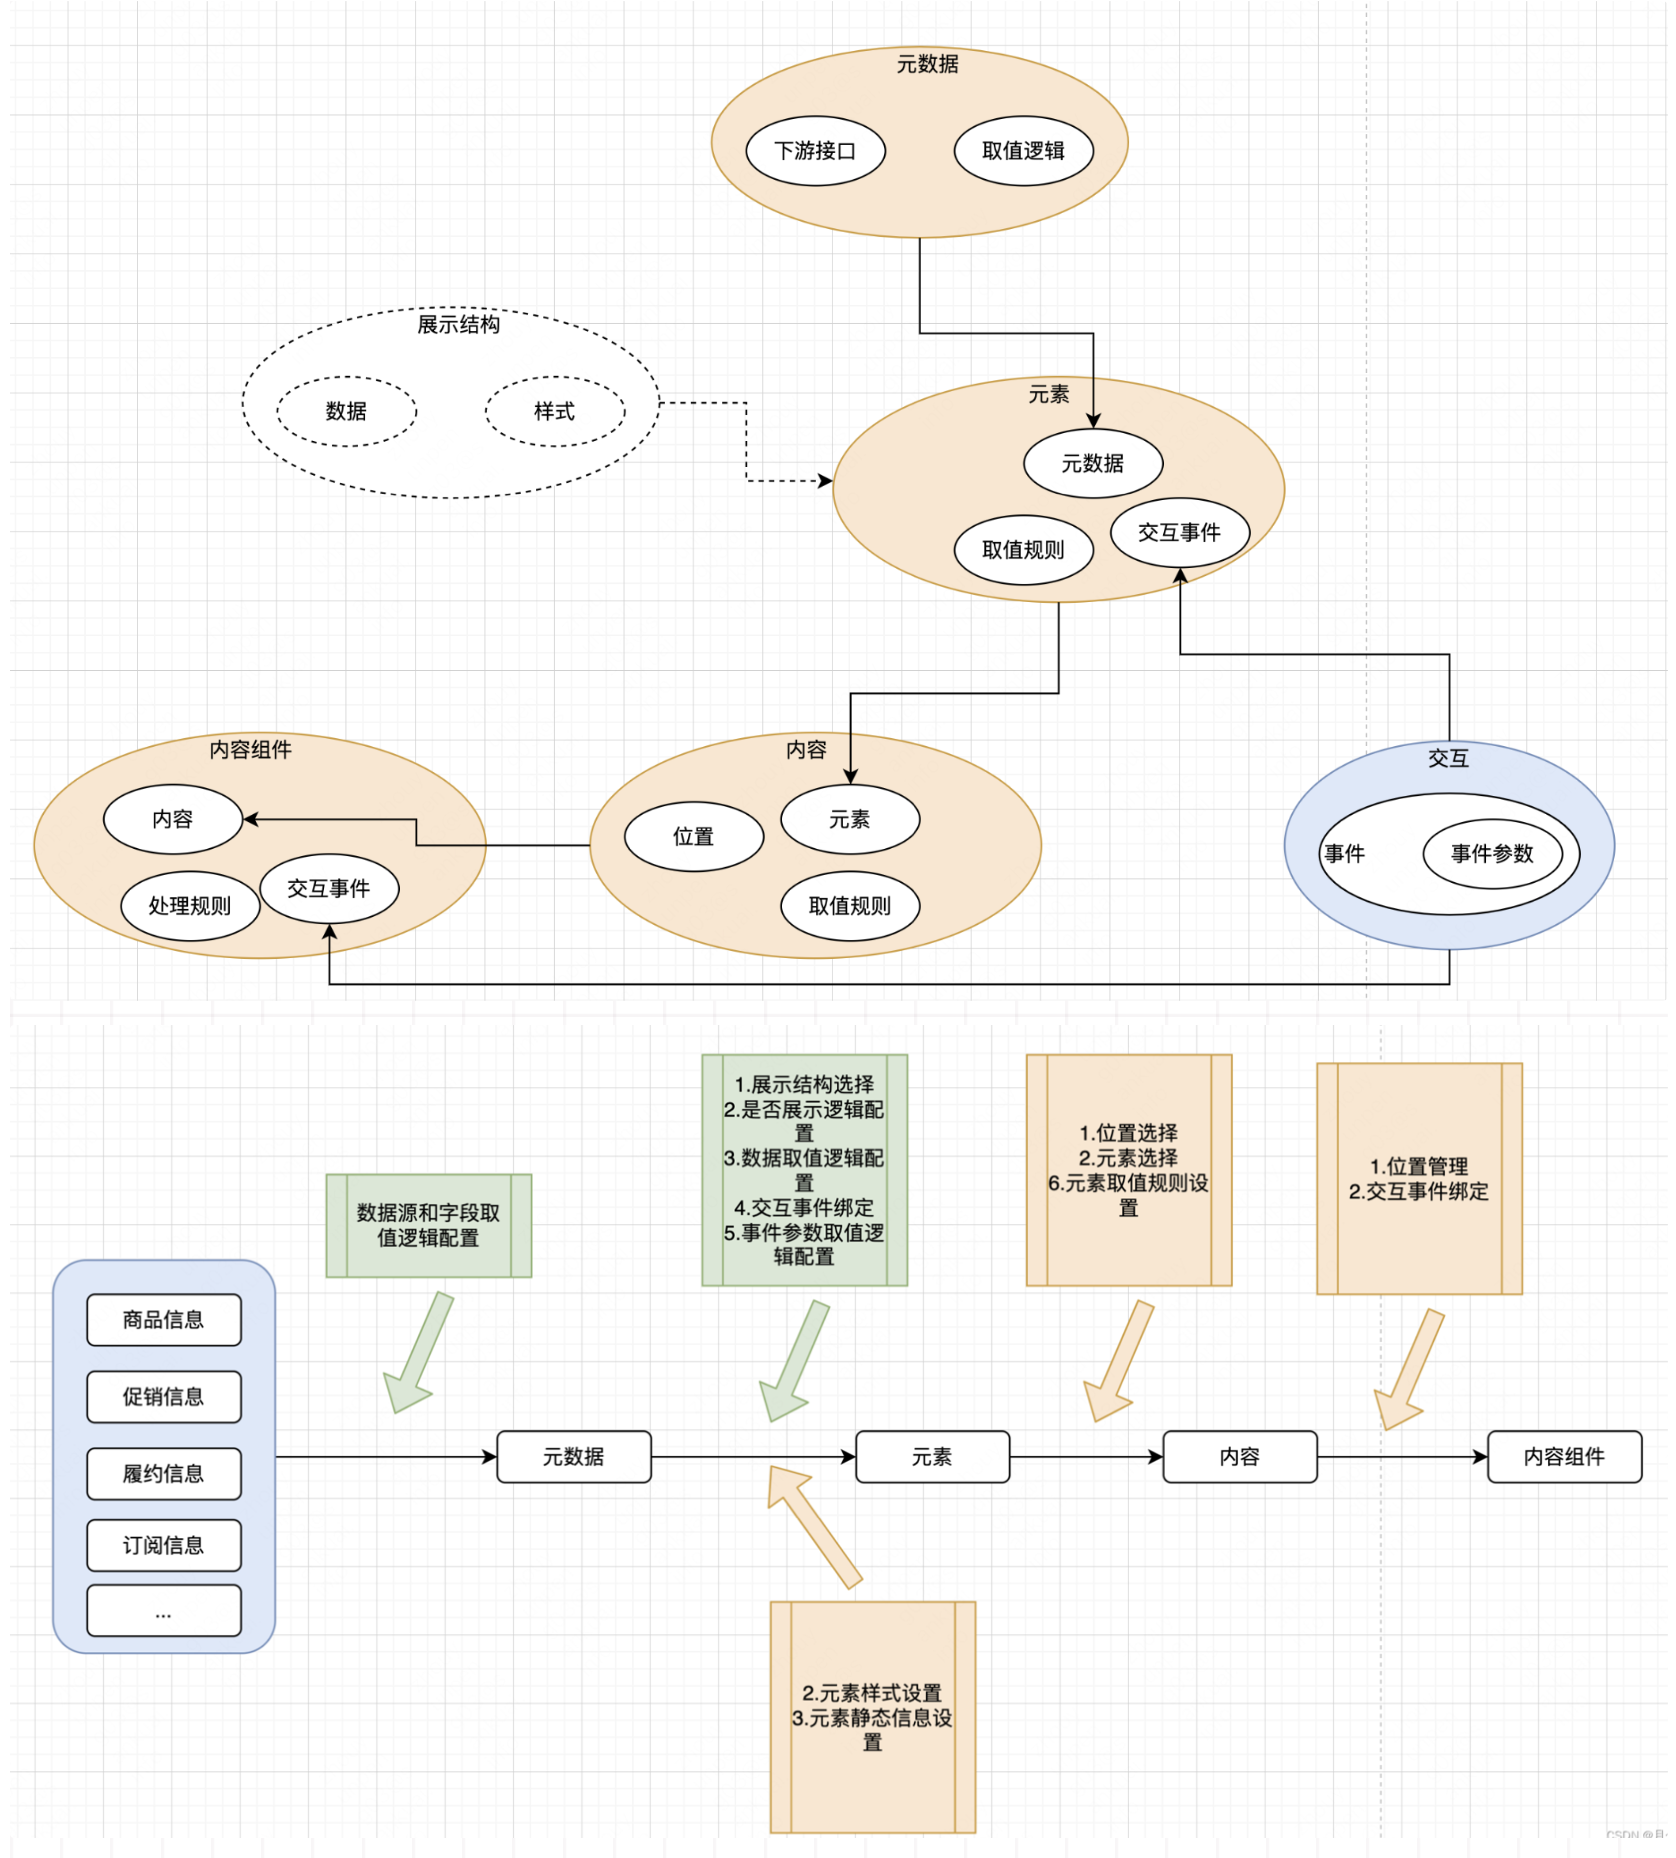 元数据
下游接口
取值逻辑
展示结构
数据
样式
元素
元数据
交互事件
取值规则
内容组件
内容
处理规则
交互事件
内容
位置
元素
取值规则
交互
事件
事件参数
1.展示结构选择
2.是否展示逻辑配
置
3.数据取值逻辑配
置
4.交互事件绑定
5.事件参数取值逻
辑配置
1.位置选择
2.元素选择
6.元素取值规则设
置
1.位置管理
2.交互事件绑定
数据源和字段取
值逻辑配置
商品信息
促销信息
履约信息
订阅信息
...
元数据
元素
内容
内容组件
2.元素样式设置
3.元素静态信息设
置
CSDN